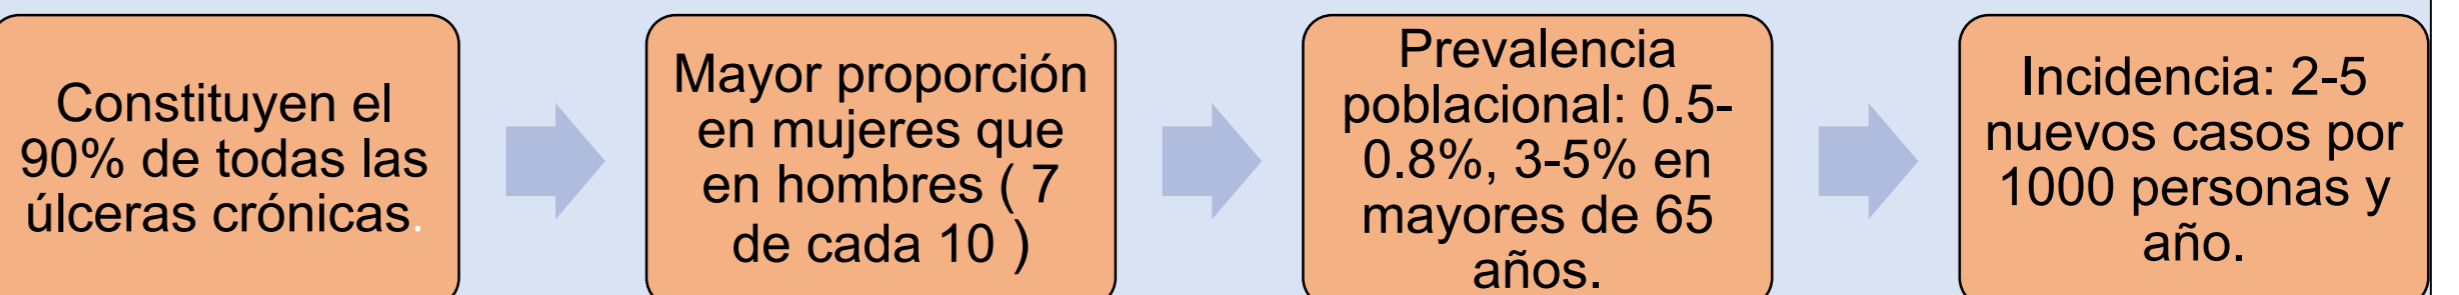 Constituyen el
90% de todas las
úlceras crónicas.
Mayor proporción
en mujeres que
en hombres ( 7
de cada 10 )
Prevalencia
poblacional: 0.5-
0.8%, 3-5% en
mayores de 65
años.
Incidencia: 2-5
nuevos casos por
1000 personas y
año.